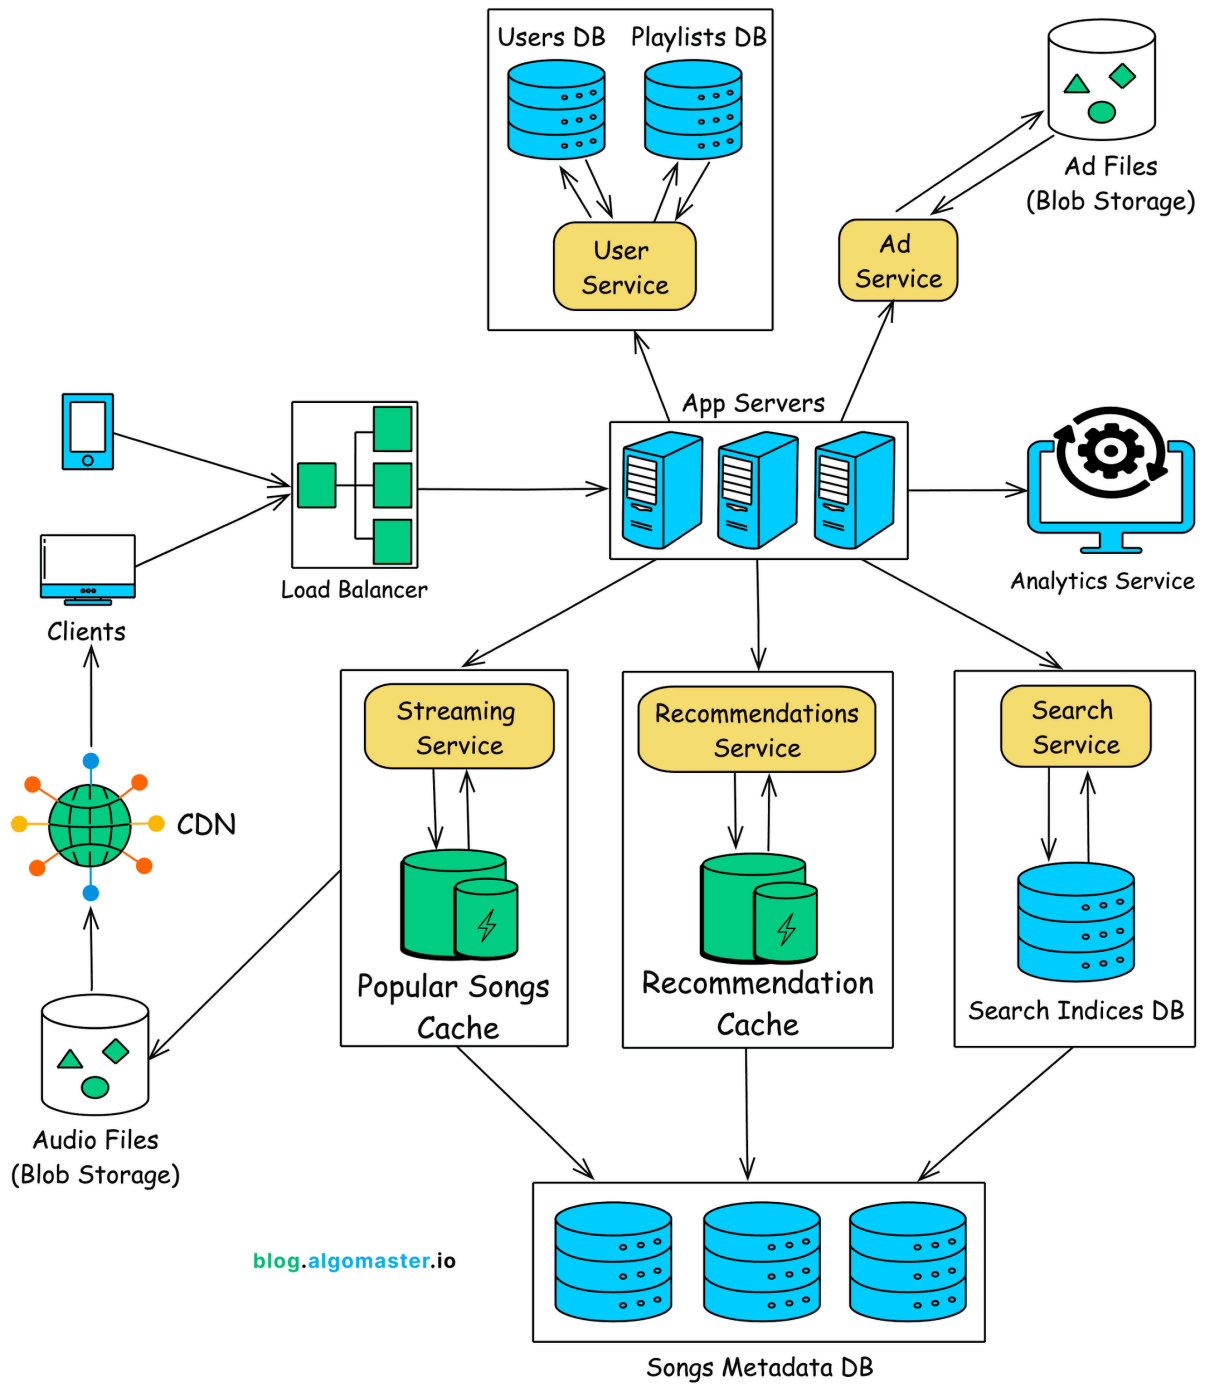 Users DB
Playlists DB
Ad Files
(Blob Storage)
User
Service
Ad
Service
App Servers
Load Balancer
Analytics Service
Clients
Streaming
Service
Recommendations
Service
Search
Service
CDN
Popular Songs
Cache
Recommendation
Cache
Search Indices DB
Audio Files
(Blob Storage)
blog.algomaster.io
Songs Metadata DB